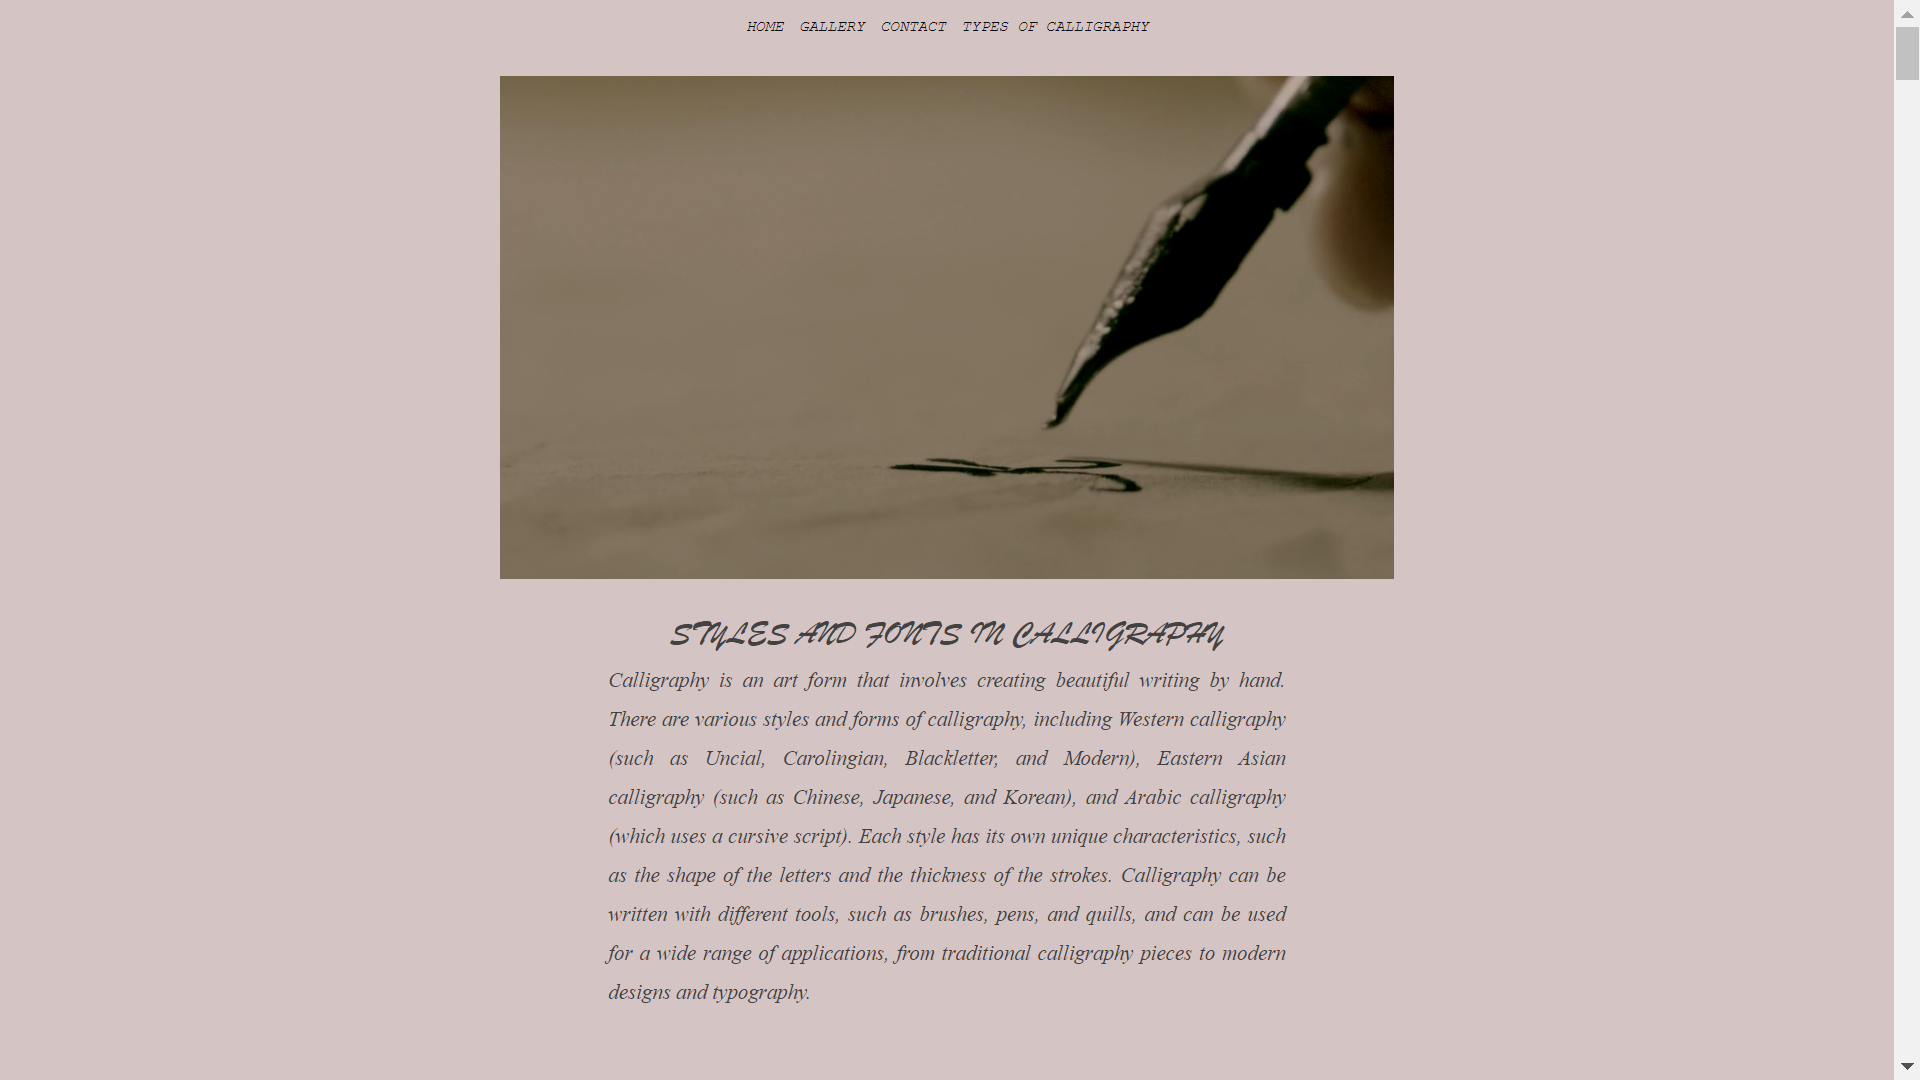 HOME GALLERY CONTACT TYPES OF CALLIGRAPHY
STYLES AND FONTS IN CALLIGRAPHY
Calligraphy is an art form that involves creating beautiful writing by hand.
There are various styles and forms of calligraphy, including Western calligraphy
(such as Uncial, Carolingian, Blackletter, and Modern), Eastern Asian
calligraphy (such as Chinese, Japanese, and Korean), and Arabic calligraphy
(which uses a cursive script). Each style has its own unique characteristics, such
as the shape of the letters and the thickness of the strokes. Calligraphy can be
written with different tools, such as brushes, pens, and quills, and can be used
for a wide range of applications, from traditional calligraphy pieces to modern
designs and typography.